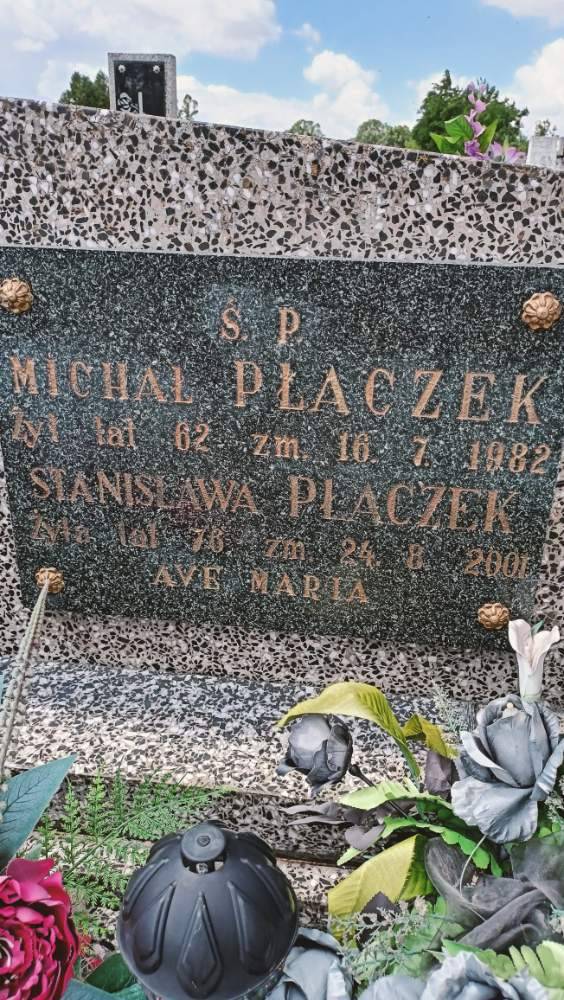 Ś. P.
MICHAŁ PŁACZEK
Żył lat 62 zm. 16. 7. 1982
STANISŁAWA PŁACZEK
Żyła lat 76 zm. 24. 8 2001
AVE MARIA